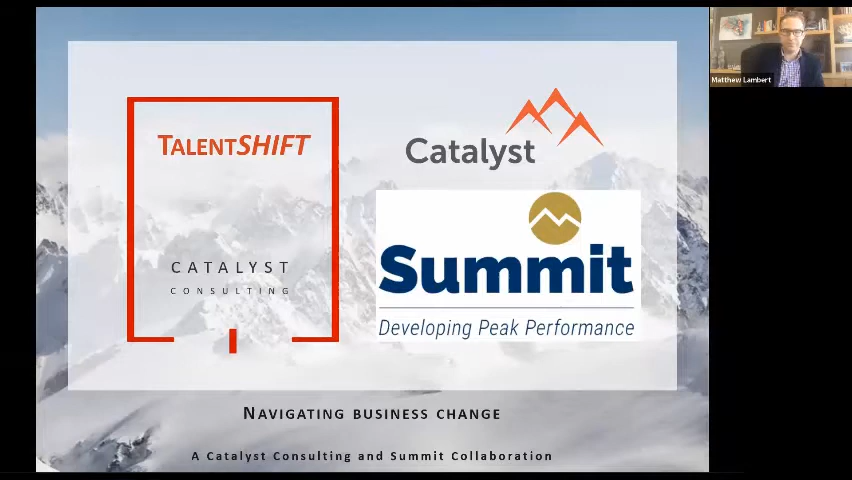 TALENTSHIFT
CATALYST
CONSULTING
Catalyst
Summit
Developing Peak Performance
NAVIGATING BUSINESS CHANGE
A Catalyst Consulting and Summit Collaboration
Matthew Lambert